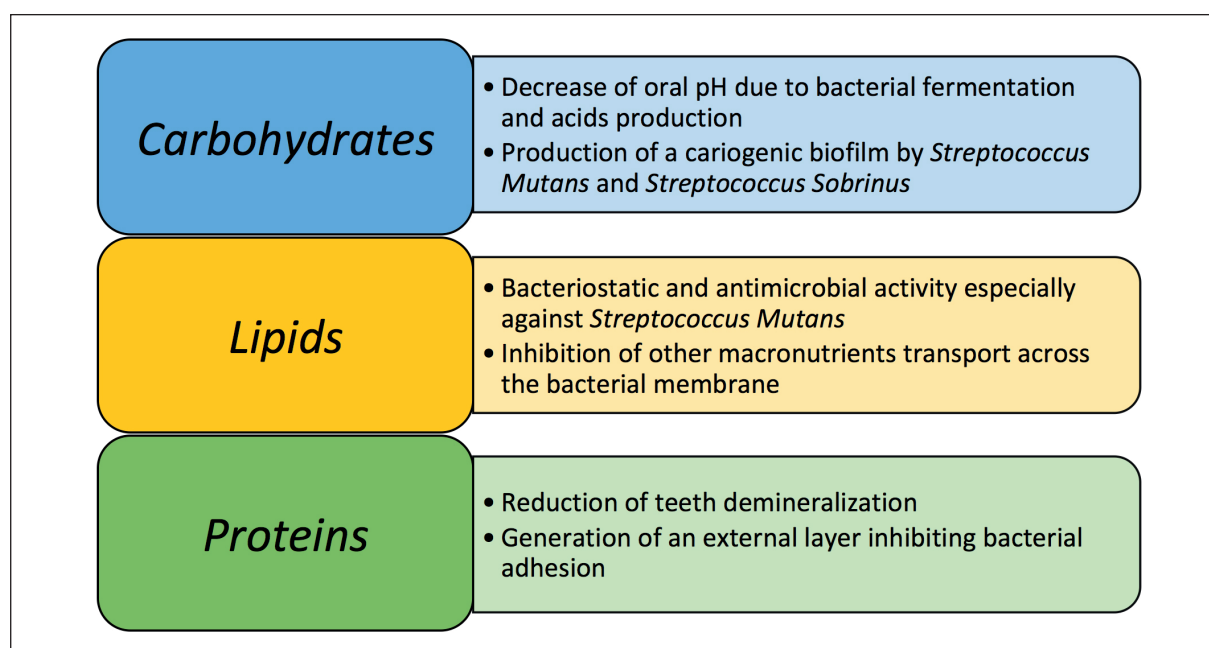 Carbohydrates
• Decrease of oral pH due to bacterial fermentation
and acids production
• Production of a cariogenic biofilm by Streptococcus
Mutans and Streptococcus Sobrinus
Lipids
• Bacteriostatic and antimicrobial activity especially
against Streptococcus Mutans
• Inhibition of other macronutrients transport across
the bacterial membrane
Proteins
• Reduction of teeth demineralization
• Generation of an external layer inhibiting bacterial
adhesion